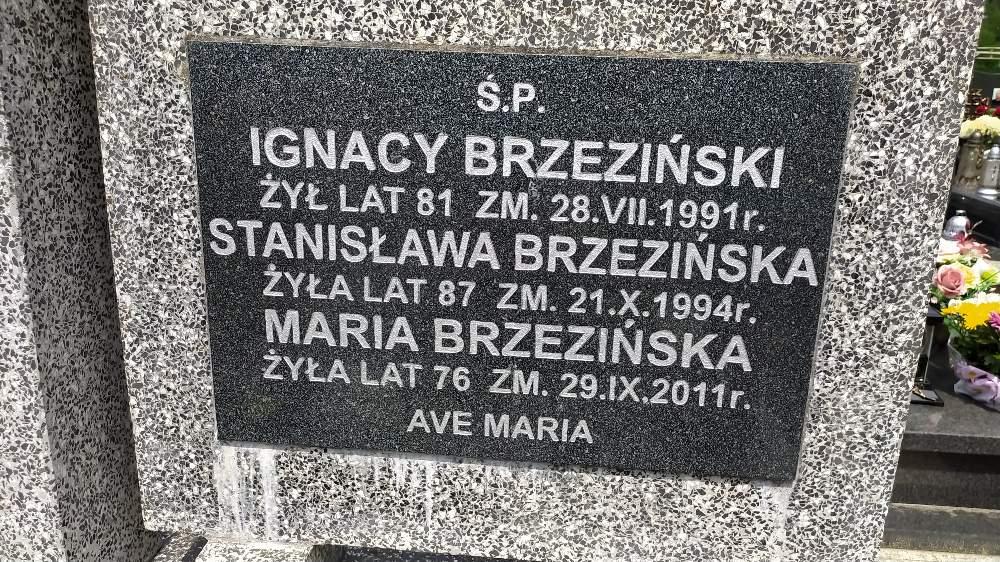 Ś.P.
IGNACY BRZEZIŃSKI
ŻYŁ LAT 81 ZM. 28.VII.1991r.
STANISŁAWA BRZEZIŃSKA
ŻYŁA LAT 87 ZM. 21.X.1994r.
MARIA BRZEZIŃSKA
ŻYŁA LAT 76 ZM. 29.IX.2011r.
AVE MARIA